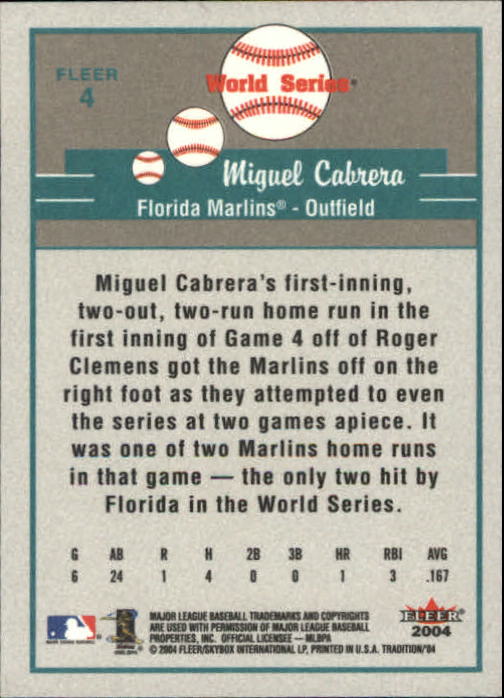 FLEER
4
World Series®
Miguel Cabrera
Florida Marlins® - Outfield
Miguel Cabrera's first-inning,
two-out, two-run home run in the
first inning of Game 4 off of Roger
Clemens got the Marlins off on the
right foot as they attempted to even
the series at two games apiece. It
was one of two Marlins home runs
in that game — the only two hit by
Florida in the World Series.
G AB R H 2B 3B HR RBI AVG
6 24 1 4 0 0 1 3 .167
MAJOR LEAGUE BASEBALL TRADEMARKS AND COPYRIGHTS
ARE USED WITH PERMISSION OF MAJOR LEAGUE BASEBALL
PROPERTIES, INC. OFFICIAL LICENSEE — MLBPA
© 2004 FLEER/SKYBOX INTERNATIONAL LP, PRINTED IN U.S.A. TRADITION/'04
FLEER
2004